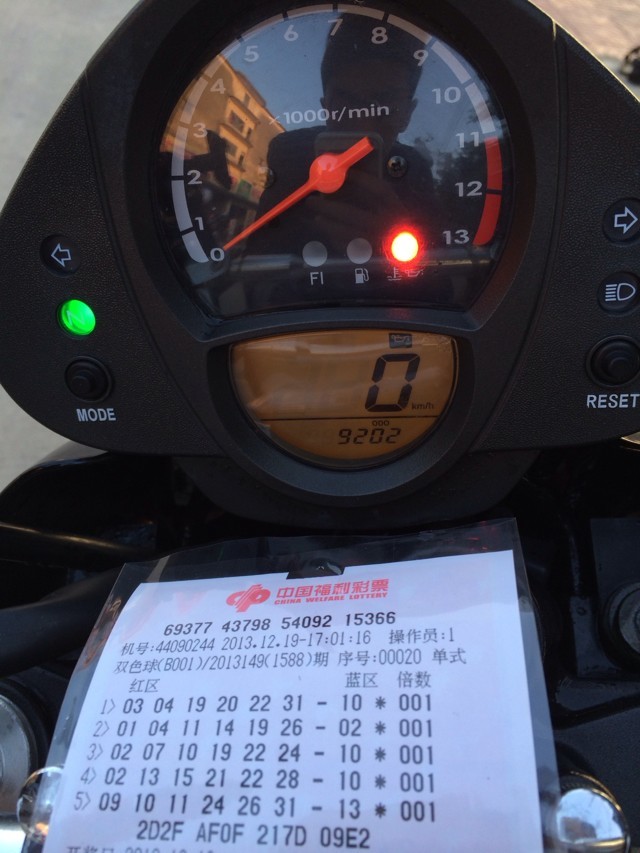 0 1 2 3 4 5 6 7 8 9 10 11 12 13
×1000r/min
FI
MODE
RESET
0 km/h
ODO
9202
中国福利彩票
CHINA WELFARE LOTTERY
69377 43798 54092 15366
机号:44090244 2013.12.19-17:01:16 操作员:1
双色球(B001)/2013149(1588)期 序号:00020 单式
红区 蓝区 倍数
1> 03 04 19 20 22 31 - 10 * 001
2> 01 04 11 14 19 26 - 02 * 001
3> 02 07 10 19 22 24 - 10 * 001
4> 02 13 15 21 22 28 - 10 * 001
5> 09 10 11 24 26 31 - 13 * 001
2D2F AF0F 217D 09E2